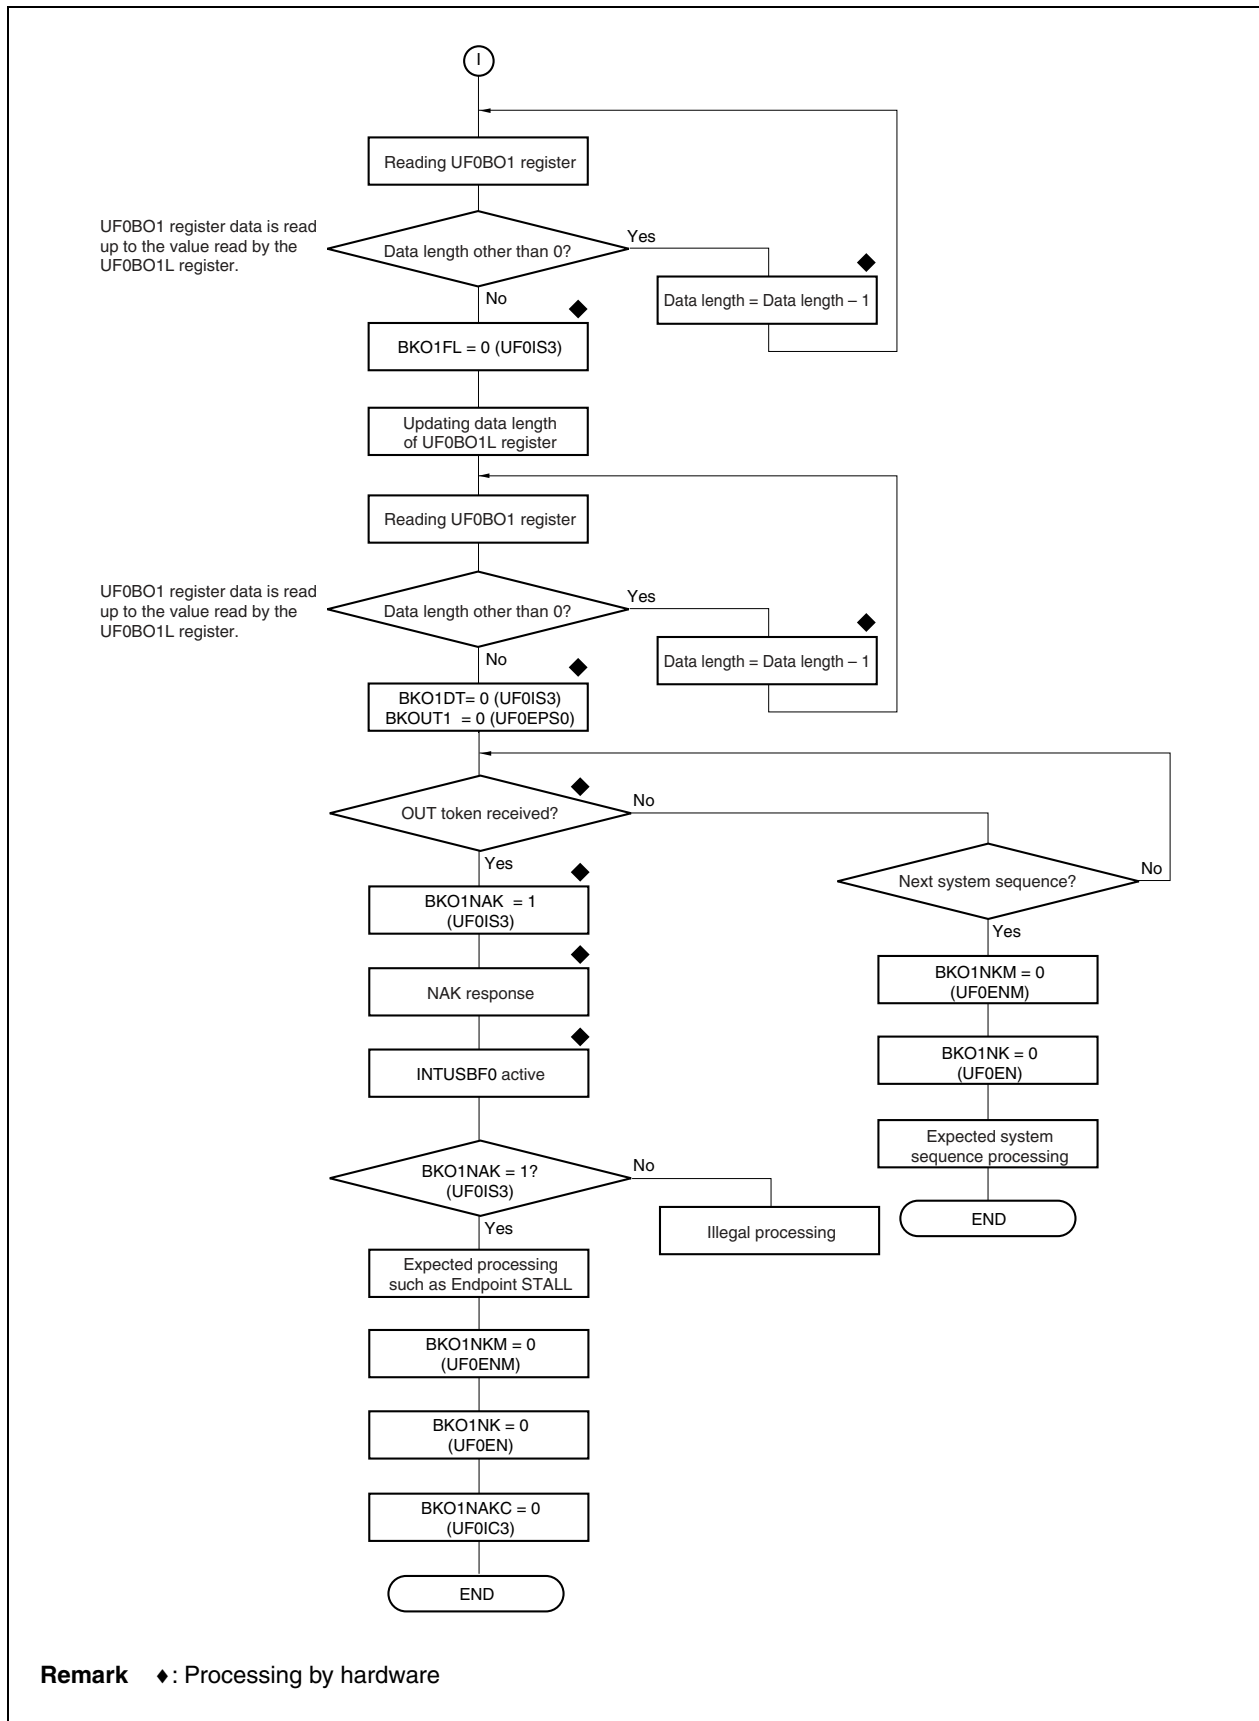 I
Reading UF0BO1 register
UF0BO1 register data is read
up to the value read by the
UF0BO1L register.
Data length other than 0?
Yes
Data length = Data length – 1
No
BKO1FL = 0 (UF0IS3)
Updating data length
of UF0BO1L register
Reading UF0BO1 register
UF0BO1 register data is read
up to the value read by the
UF0BO1L register.
Data length other than 0?
Yes
Data length = Data length – 1
No
BKO1DT= 0 (UF0IS3)
BKOUT1 = 0 (UF0EPS0)
OUT token received?
No
Yes
Next system sequence?
No
Yes
BKO1NAK = 1
(UF0IS3)
NAK response
INTUSBF0 active
BKO1NKM = 0
(UF0ENM)
BKO1NK = 0
(UF0EN)
Expected system
sequence processing
END
BKO1NAK = 1?
(UF0IS3)
No
Illegal processing
Yes
Expected processing
such as Endpoint STALL
BKO1NKM = 0
(UF0ENM)
BKO1NK = 0
(UF0EN)
BKO1NAKC = 0
(UF0IC3)
END
Remark ♦: Processing by hardware